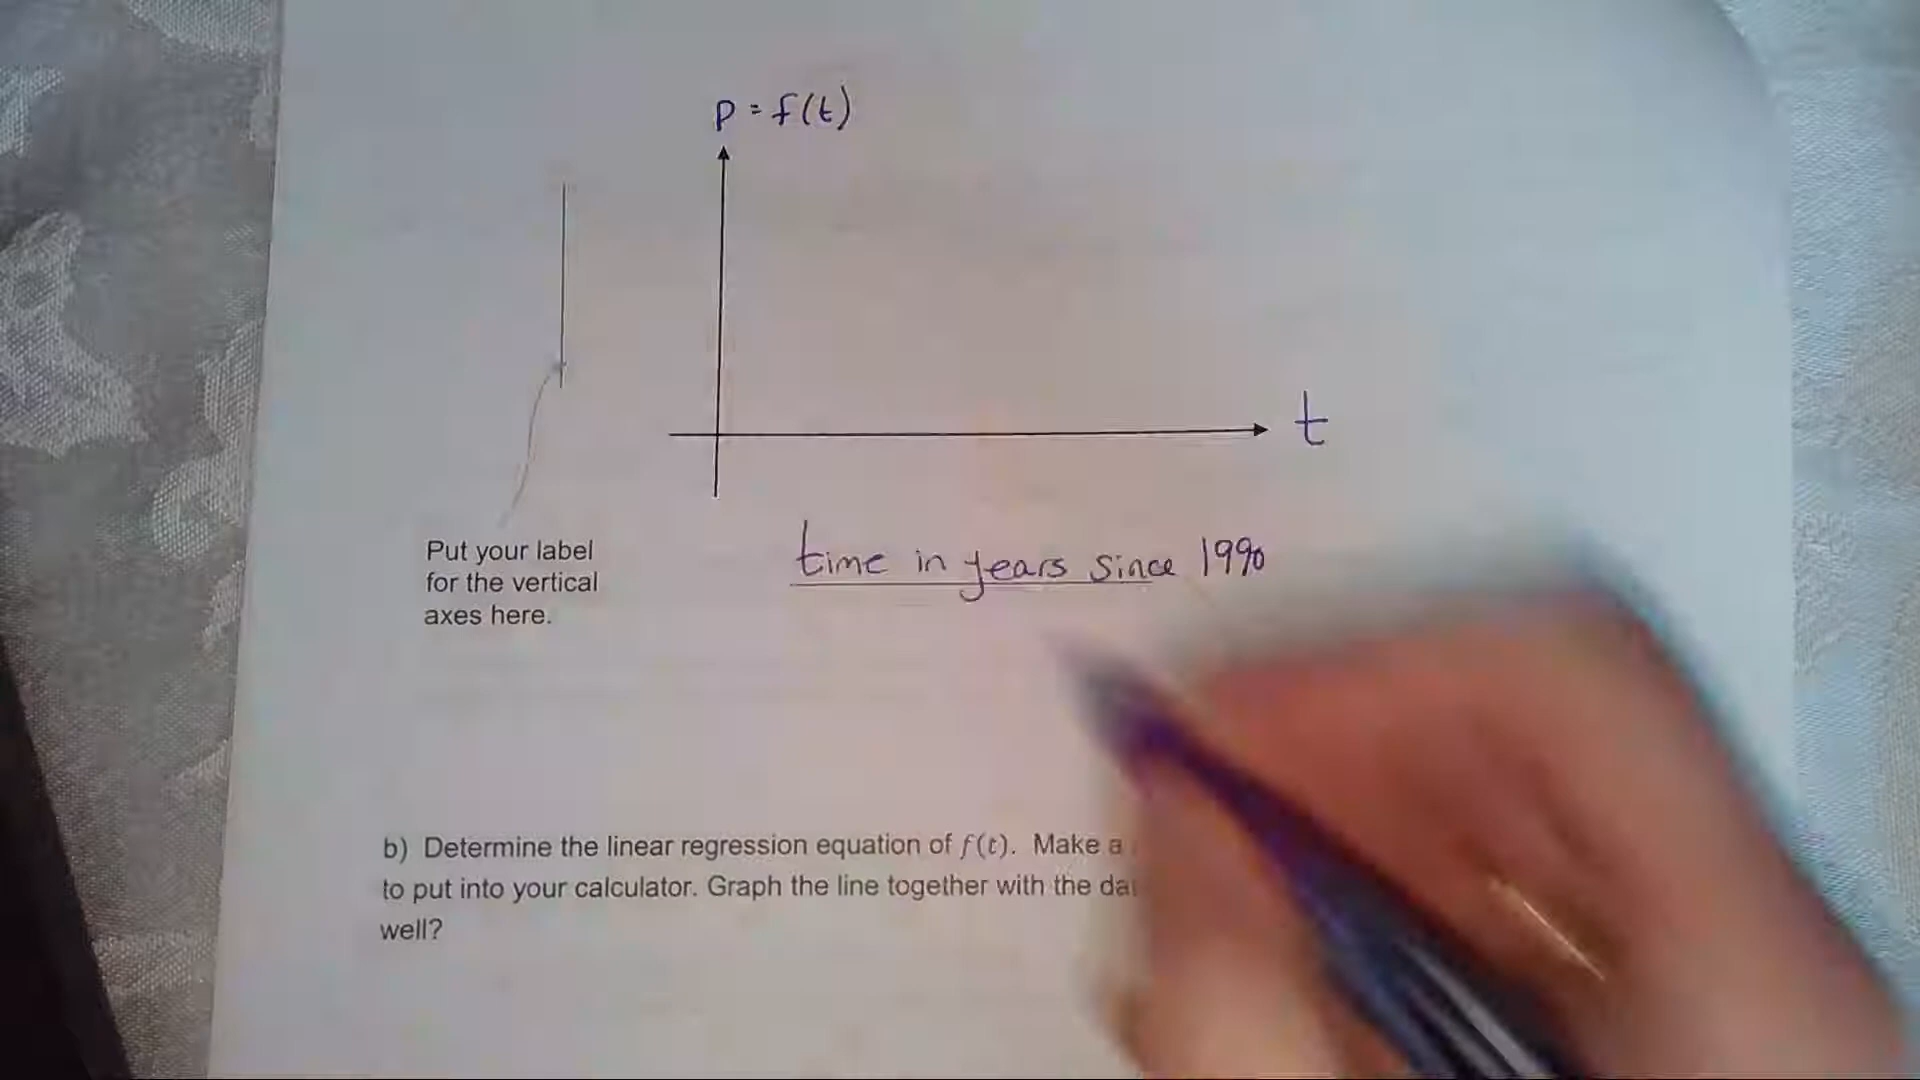 p = f(t)
t
time in years since 1990
Put your label
for the vertical
axes here.
b) Determine the linear regression equation of f(t). Make a
to put into your calculator. Graph the line together with the
well?